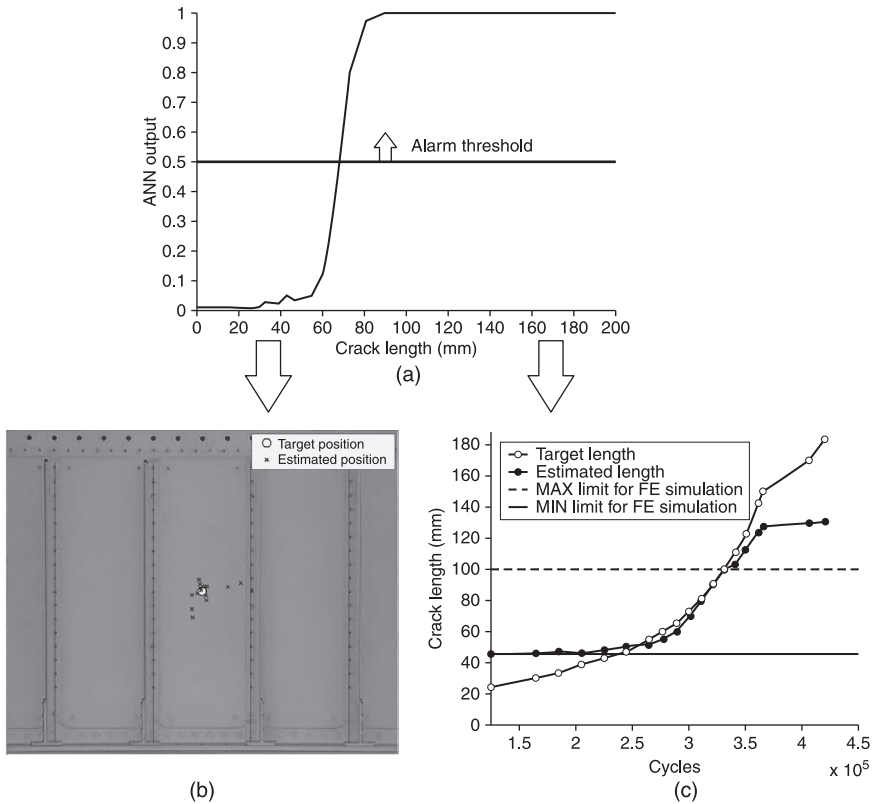 1
0.9
0.8
0.7
0.6
0.5
0.4
0.3
0.2
0.1
0
ANN output
Alarm threshold
0 20 40 60 80 100 120 140 160 180 200
Crack length (mm)
(a)
Target position
Estimated position
(b)
180
160
140
120
100
80
60
40
20
0
Crack length (mm)
Target length
Estimated length
MAX limit for FE simulation
MIN limit for FE simulation
1.5 2 2.5 3 3.5 4 4.5
Cycles
x 10⁵
(c)